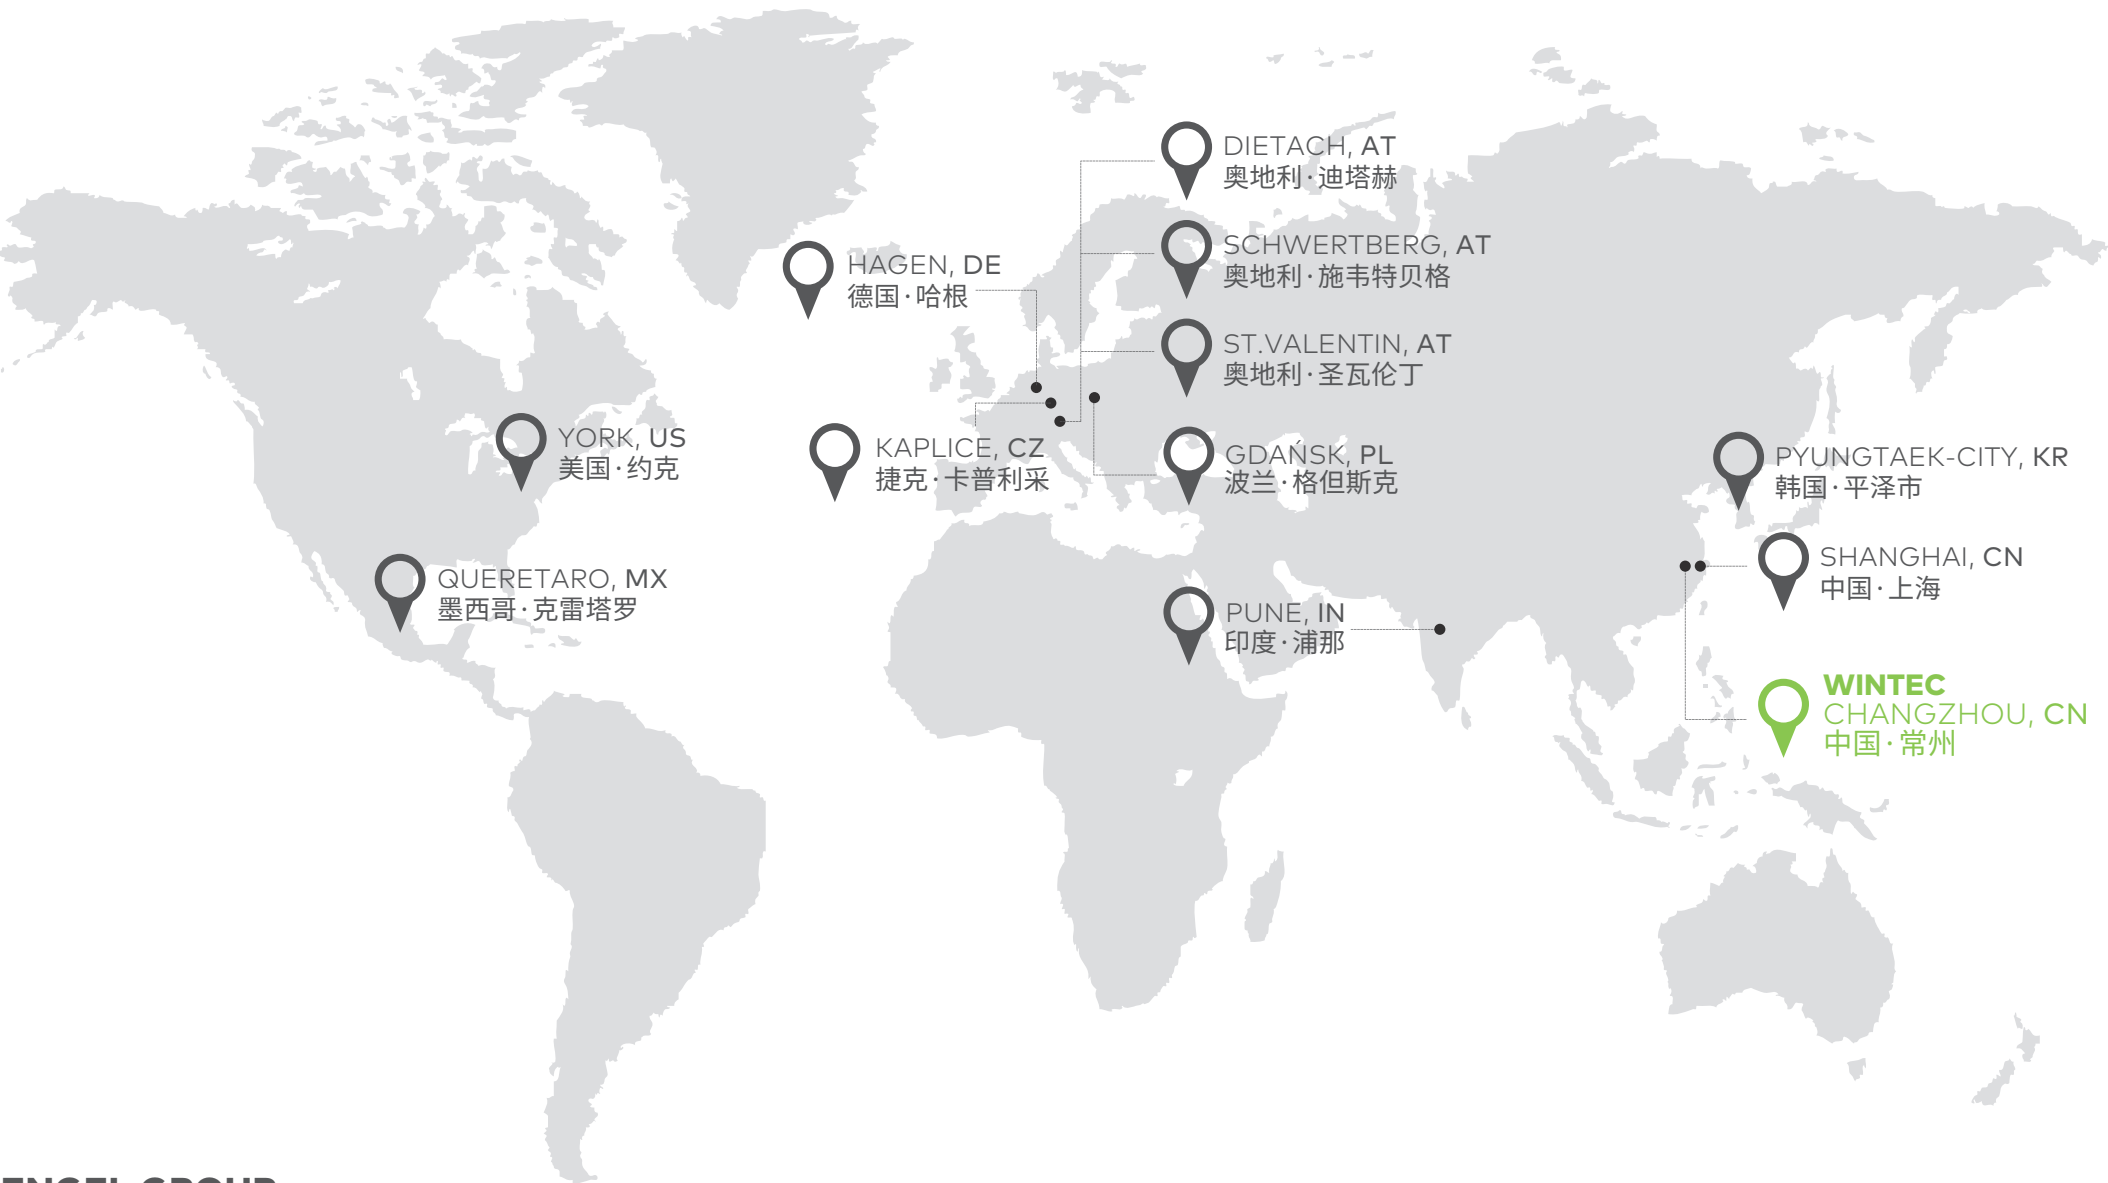 DIETACH, AT
奥地利·迪塔赫
SCHWERTBERG, AT
奥地利·施韦特贝格
HAGEN, DE
德国·哈根
ST.VALENTIN, AT
奥地利·圣瓦伦丁
YORK, US
美国·约克
KAPLICE, CZ
捷克·卡普利采
GDAŃSK, PL
波兰·格但斯克
PYUNGTAEK-CITY, KR
韩国·平泽市
SHANGHAI, CN
中国·上海
QUERETARO, MX
墨西哥·克雷塔罗
PUNE, IN
印度·浦那
WINTEC
CHANGZHOU, CN
中国·常州
ENGEL GROUP